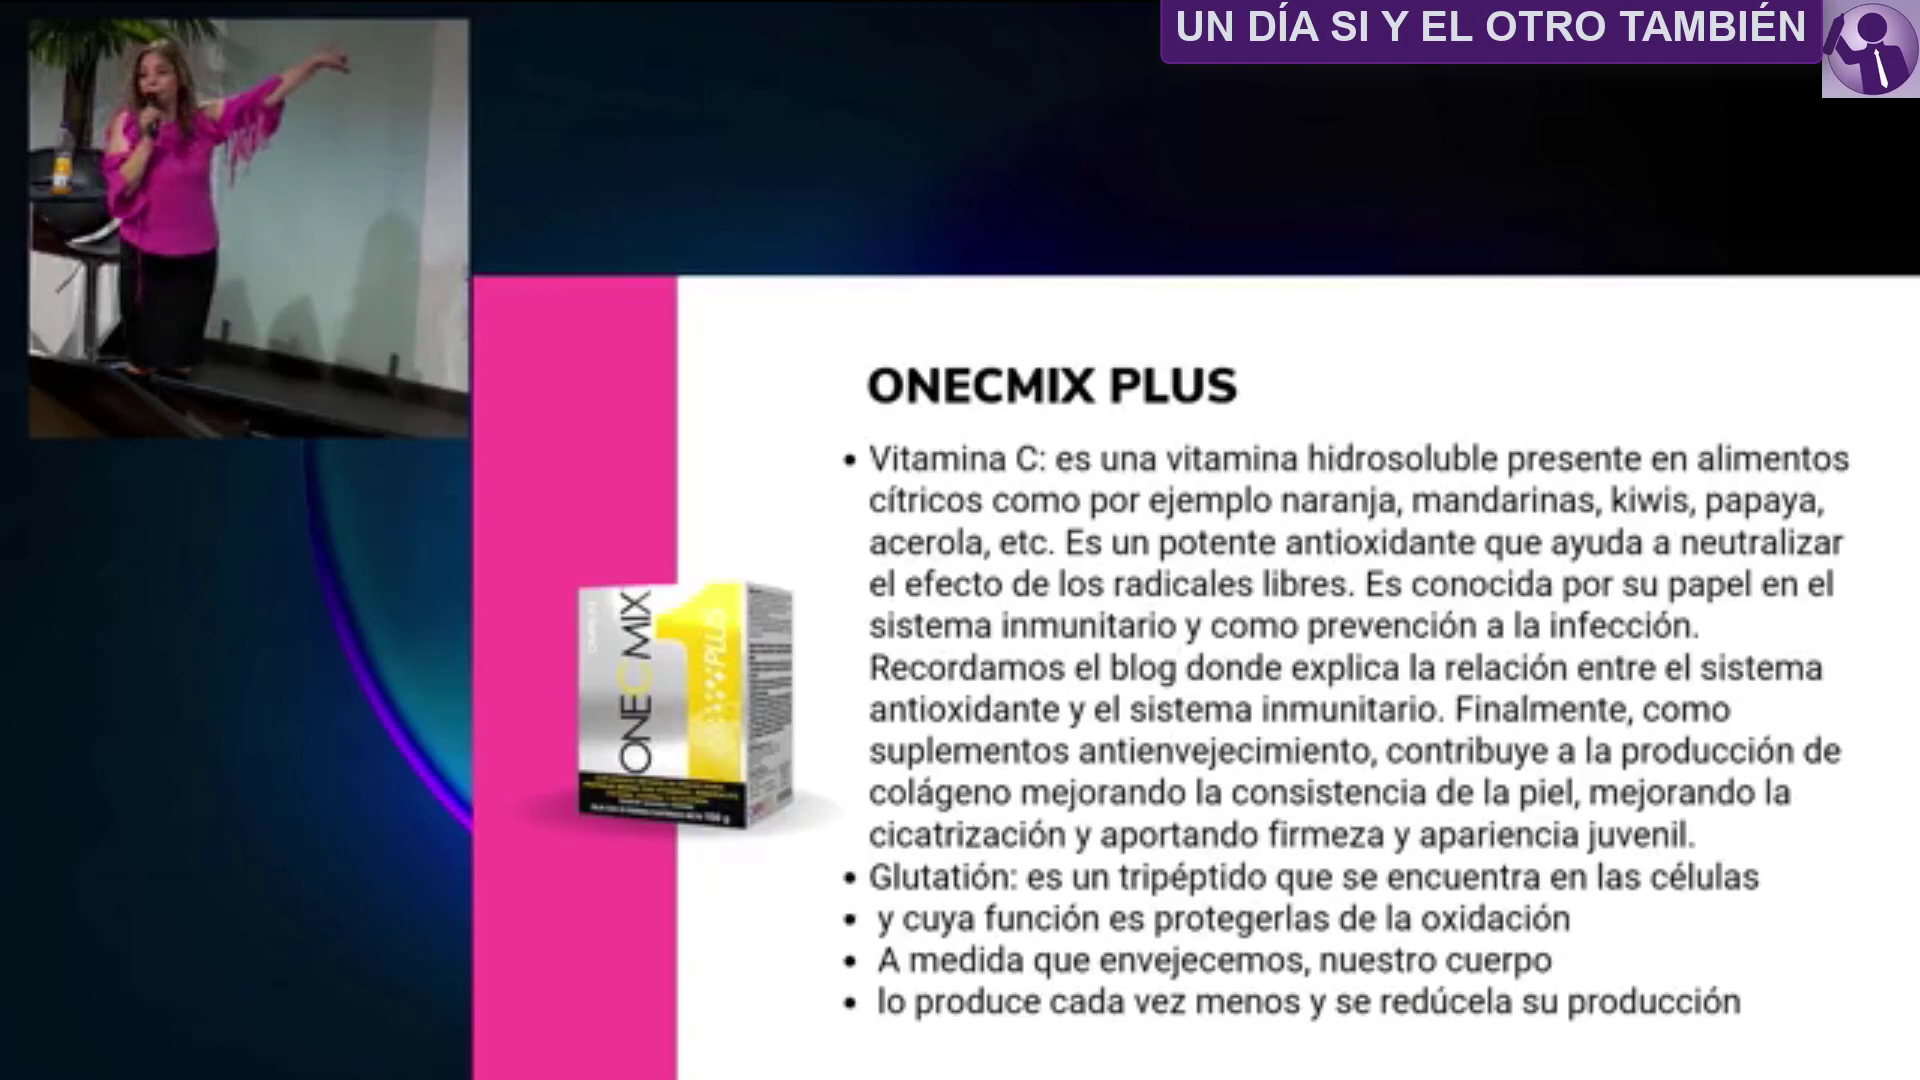 UN DÍA SI Y EL OTRO TAMBIÉN
ONECMIX PLUS
• Vitamina C: es una vitamina hidrosoluble presente en alimentos
cítricos como por ejemplo naranja, mandarinas, kiwis, papaya,
acerola, etc. Es un potente antioxidante que ayuda a neutralizar
el efecto de los radicales libres. Es conocida por su papel en el
sistema inmunitario y como prevención a la infección.
Recordamos el blog donde explica la relación entre el sistema
antioxidante y el sistema inmunitario. Finalmente, como
suplementos antienvejecimiento, contribuye a la producción de
colágeno mejorando la consistencia de la piel, mejorando la
cicatrización y aportando firmeza y apariencia juvenil.
• Glutatión: es un tripéptido que se encuentra en las células
• y cuya función es protegerlas de la oxidación
• A medida que envejecemos, nuestro cuerpo
• lo produce cada vez menos y se redúcela su producción
ONECMIX
PLUS